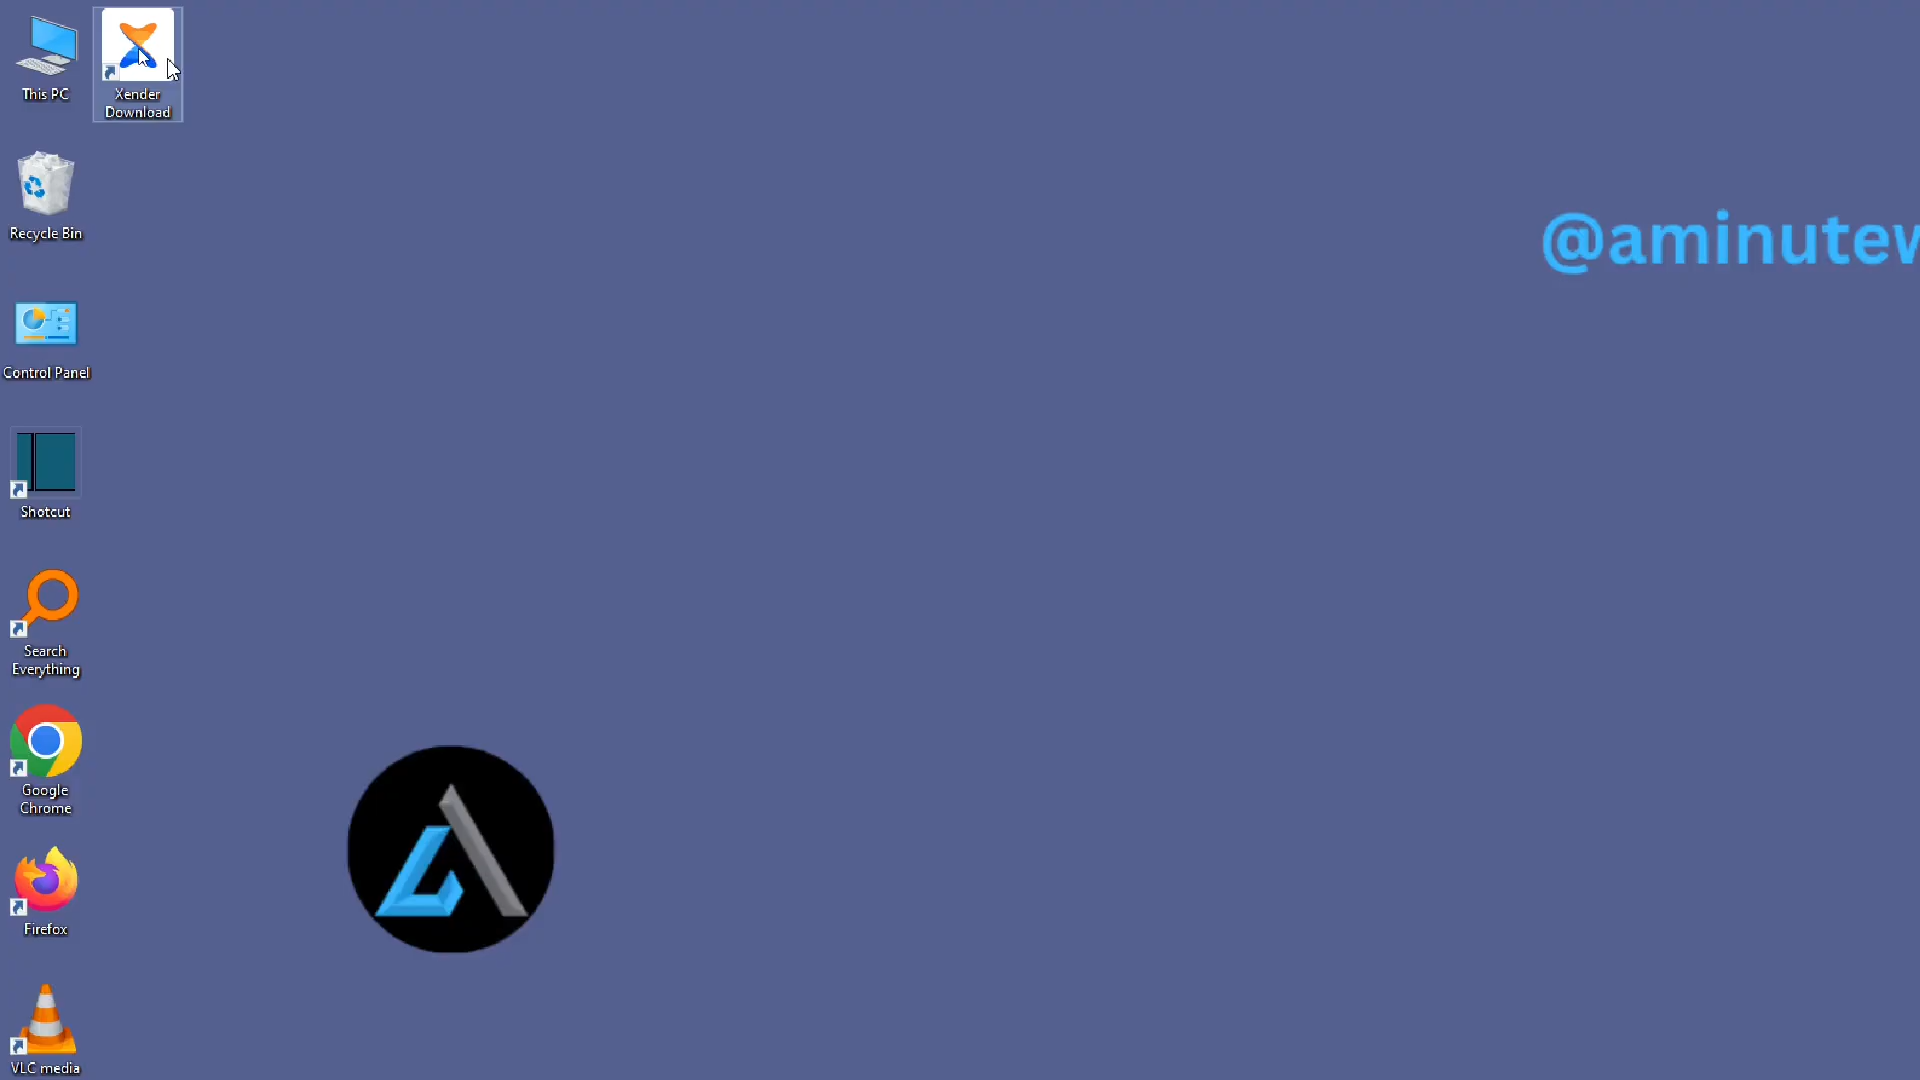 This PC
Xender
Download
Recycle Bin
@aminutew
Control Panel
Shotcut
Search
Everything
Google
Chrome
Firefox
VLC media